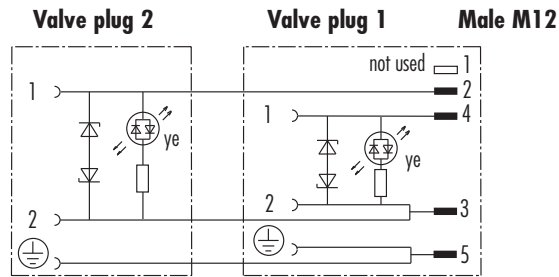 Valve plug 2 Valve plug 1 Male M12
not used 1
1 2
1 4
ye ye
2 2 3
5